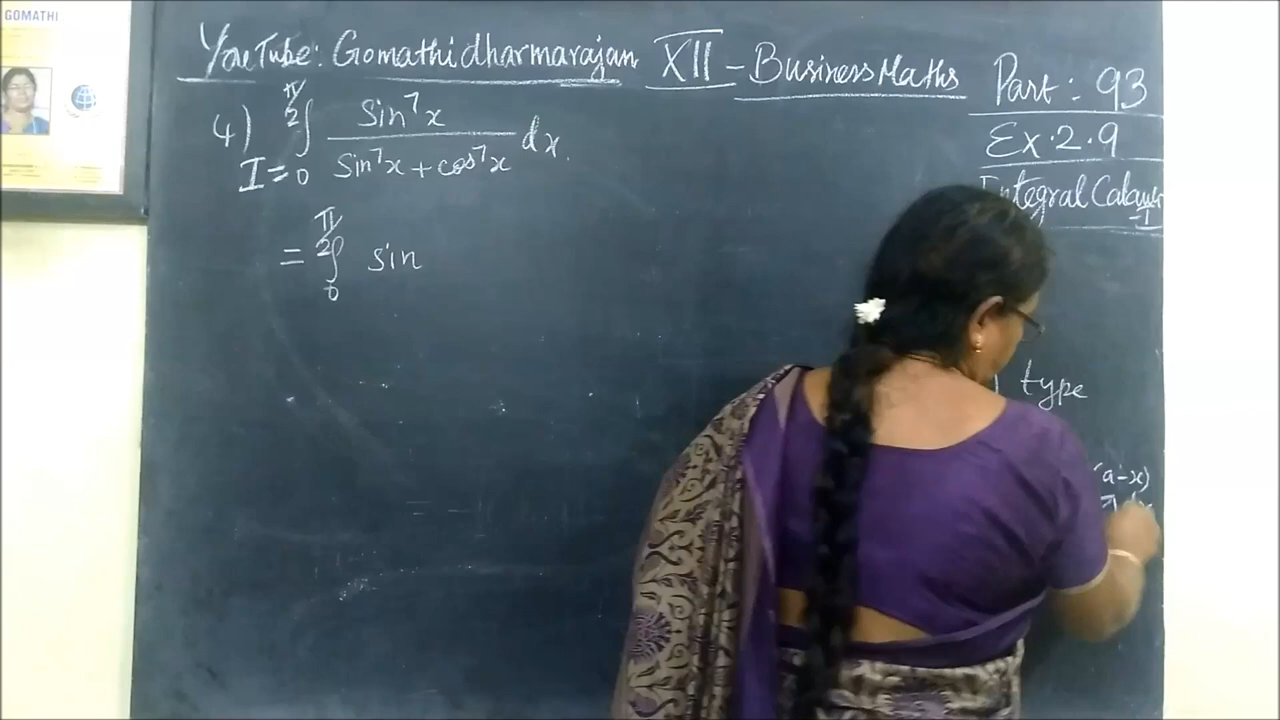 GOMATHI
YouTube: Gomathidharmarajan XII - Business Maths
Part: 93
Ex. 2.9
Integral Calculus
-I
4) I = ∫₀^(π/2) Sin⁷x / (Sin⁷x + cos⁷x) dx.
= ∫₀^(π/2) sin
type
(a-x)